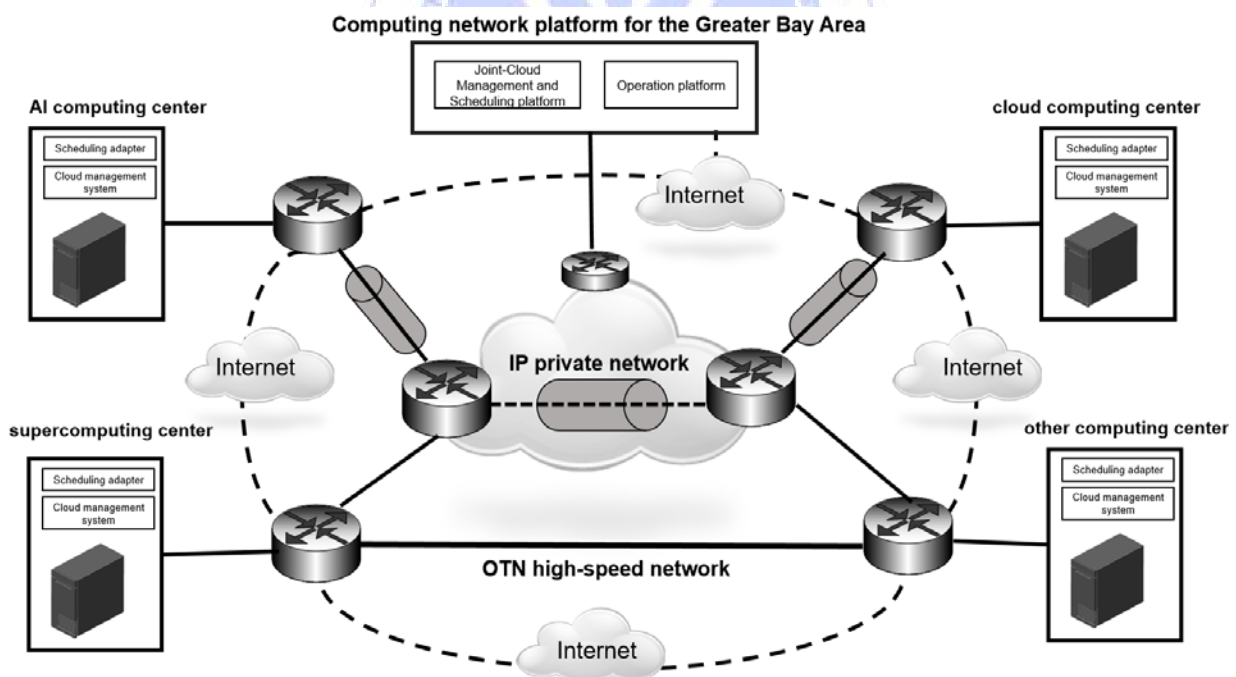 Computing network platform for the Greater Bay Area
Joint-Cloud
Management and
Scheduling platform
Operation platform
AI computing center
Scheduling adapter
Cloud management
system
cloud computing center
Scheduling adapter
Cloud management
system
Internet
IP private network
Internet
Internet
supercomputing center
Scheduling adapter
Cloud management
system
other computing center
Scheduling adapter
Cloud management
system
OTN high-speed network
Internet